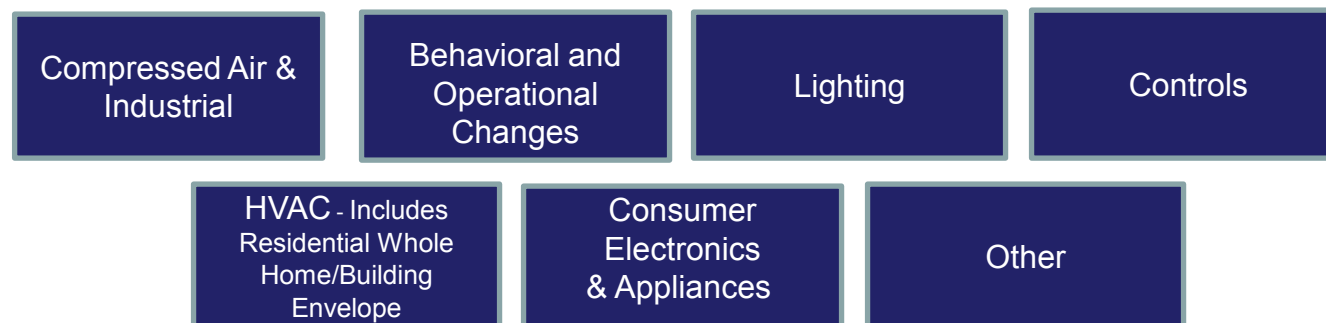 Compressed Air &
Industrial
Behavioral and
Operational
Changes
Lighting
Controls
HVAC - Includes
Residential Whole
Home/Building
Envelope
Consumer
Electronics
& Appliances
Other